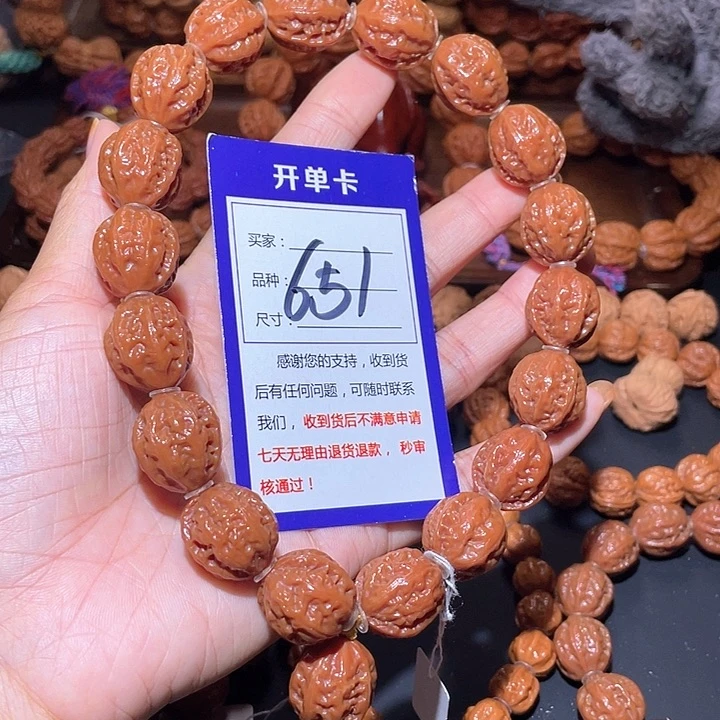 开单卡
买家：
品种：
651
尺寸：
感谢您的支持，收到货
后有任何问题，可随时联系
我们，收到货后不满意申请
七天无理由退货退款，秒审
核通过！